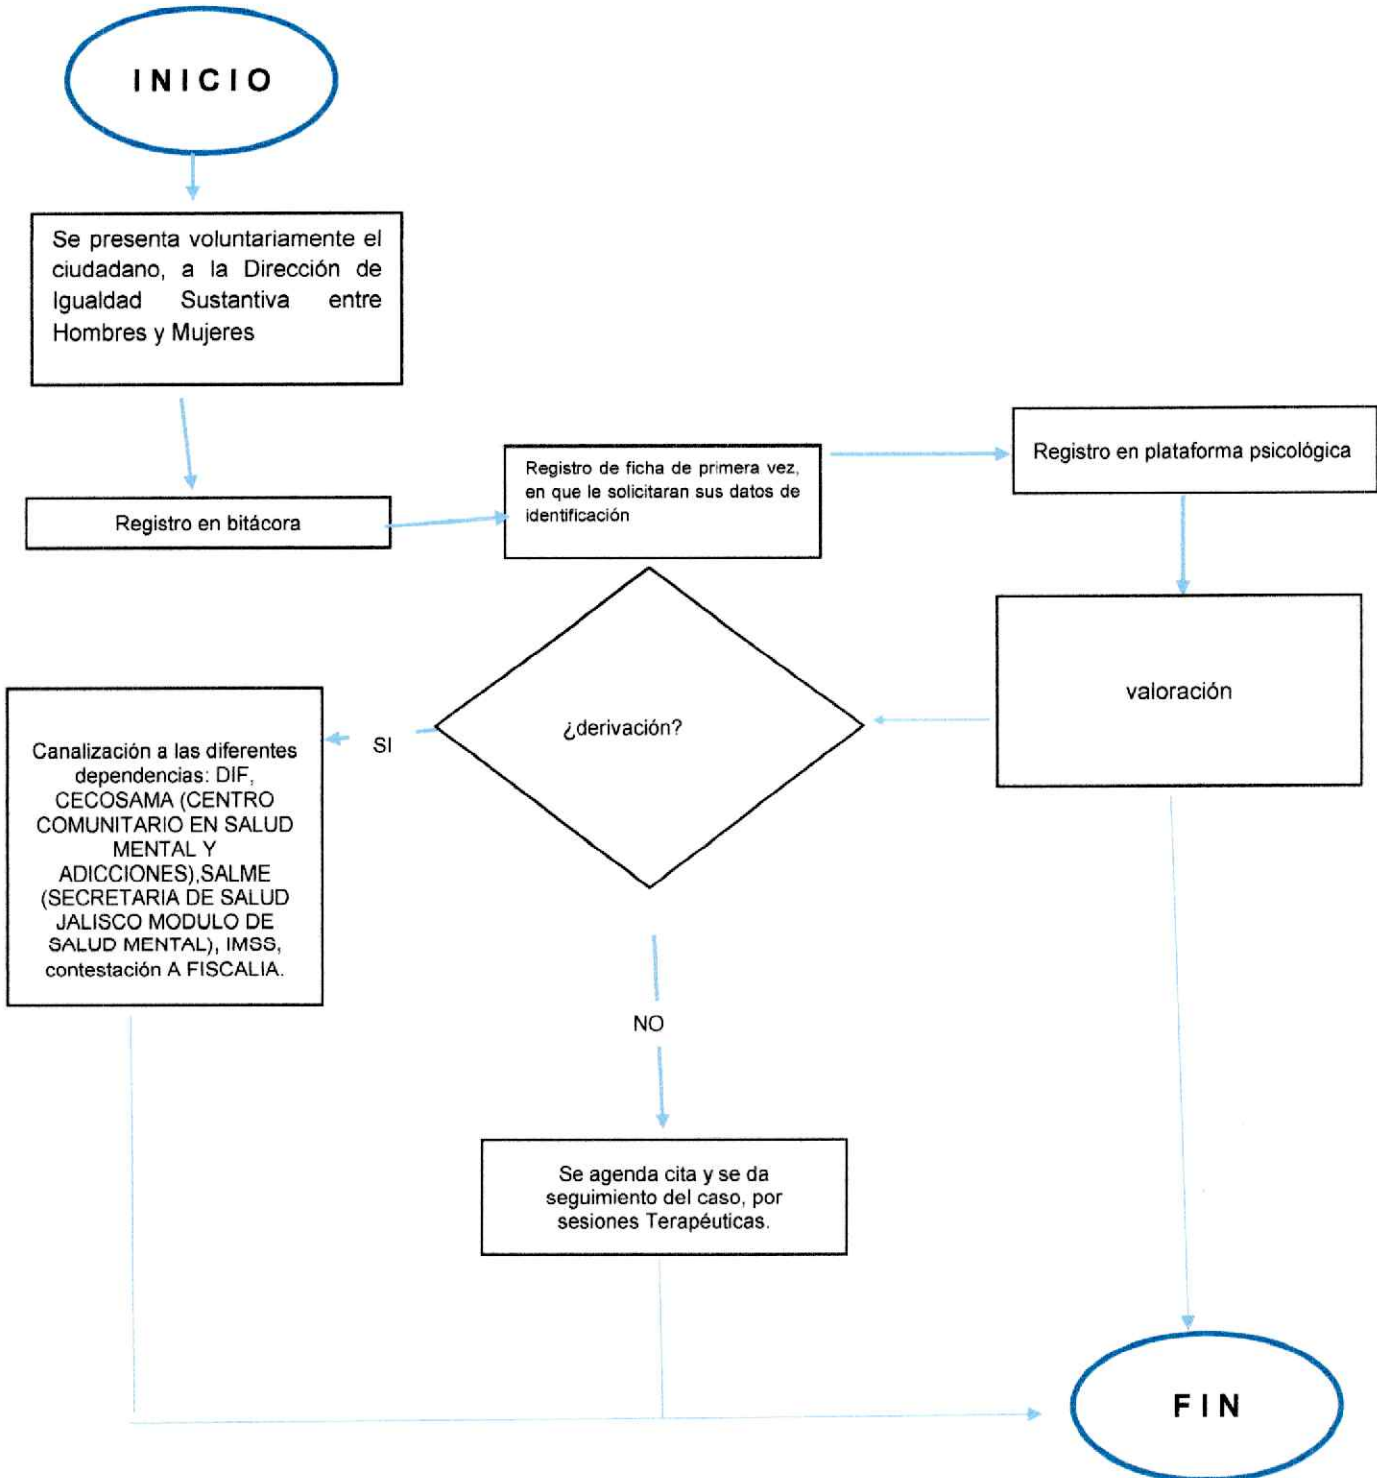 INICIO
Se presenta voluntariamente el
ciudadano, a la Dirección de
Igualdad Sustantiva entre
Hombres y Mujeres
Registro en bitácora
Registro de ficha de primera vez,
en que le solicitaran sus datos de
identificación
Registro en plataforma psicológica
valoración
¿derivación?
SI
Canalización a las diferentes
dependencias: DIF,
CECOSAMA (CENTRO
COMUNITARIO EN SALUD
MENTAL Y
ADICCIONES),SALME
(SECRETARIA DE SALUD
JALISCO MODULO DE
SALUD MENTAL), IMSS,
contestación A FISCALIA.
NO
Se agenda cita y se da
seguimiento del caso, por
sesiones Terapéuticas.
FIN